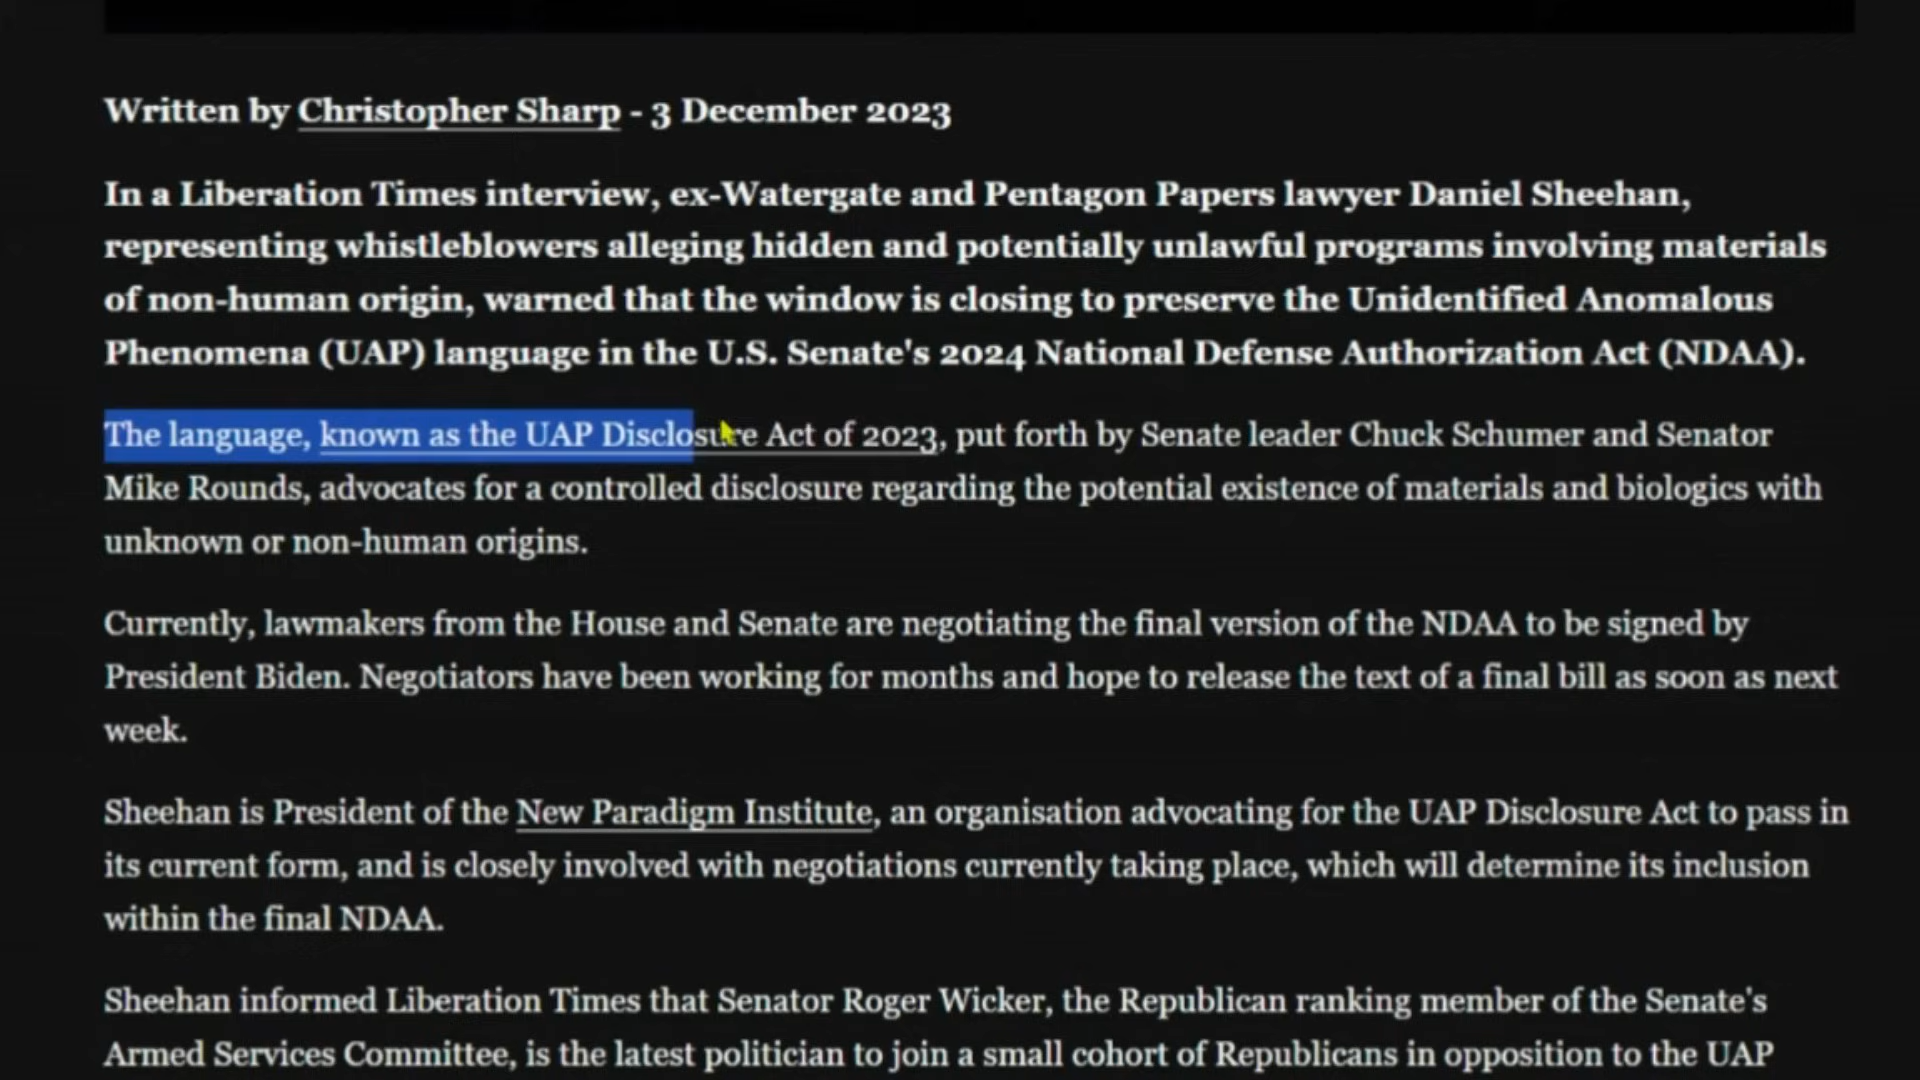 Written by Christopher Sharp - 3 December 2023
In a Liberation Times interview, ex-Watergate and Pentagon Papers lawyer Daniel Sheehan,
representing whistleblowers alleging hidden and potentially unlawful programs involving materials
of non-human origin, warned that the window is closing to preserve the Unidentified Anomalous
Phenomena (UAP) language in the U.S. Senate's 2024 National Defense Authorization Act (NDAA).
The language, known as the UAP Disclosure Act of 2023, put forth by Senate leader Chuck Schumer and Senator
Mike Rounds, advocates for a controlled disclosure regarding the potential existence of materials and biologics with
unknown or non-human origins.
Currently, lawmakers from the House and Senate are negotiating the final version of the NDAA to be signed by
President Biden. Negotiators have been working for months and hope to release the text of a final bill as soon as next
week.
Sheehan is President of the New Paradigm Institute, an organisation advocating for the UAP Disclosure Act to pass in
its current form, and is closely involved with negotiations currently taking place, which will determine its inclusion
within the final NDAA.
Sheehan informed Liberation Times that Senator Roger Wicker, the Republican ranking member of the Senate's
Armed Services Committee, is the latest politician to join a small cohort of Republicans in opposition to the UAP